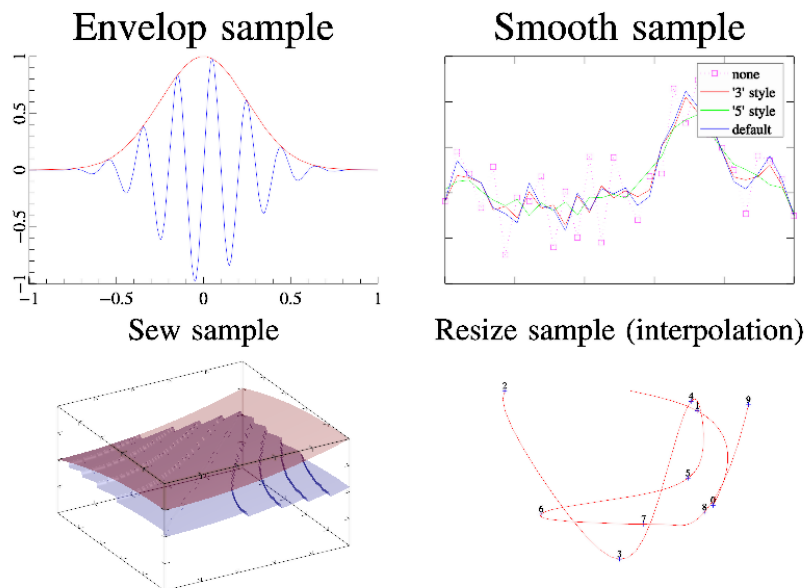 Envelop sample
Smooth sample
1
0.5
0
−0.5
−1
−1
−0.5
0
0.5
1
none
'3' style
'5' style
default
Sew sample
Resize sample (interpolation)
2
4
1
9
5
6
7
8
0
3